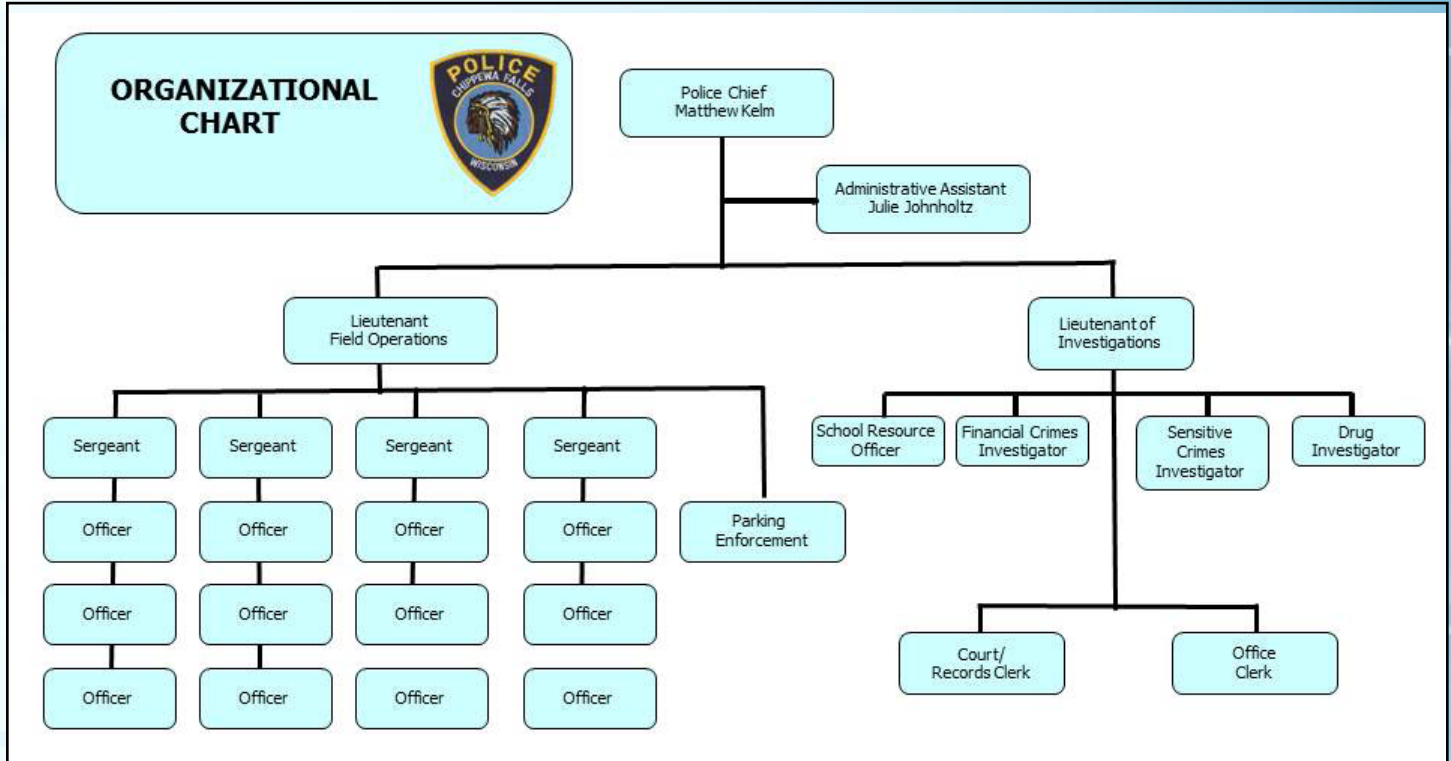 ORGANIZATIONAL
CHART
POLICE
CHIPPEWA FALLS
WISCONSIN
Police Chief
Matthew Kelm
Administrative Assistant
Julie Johnholtz
Lieutenant
Field Operations
Lieutenant of
Investigations
Sergeant
Sergeant
Sergeant
Sergeant
School Resource
Officer
Financial Crimes
Investigator
Sensitive
Crimes
Investigator
Drug
Investigator
Officer
Officer
Officer
Officer
Parking
Enforcement
Officer
Officer
Officer
Officer
Court/
Records Clerk
Office
Clerk
Officer
Officer
Officer
Officer